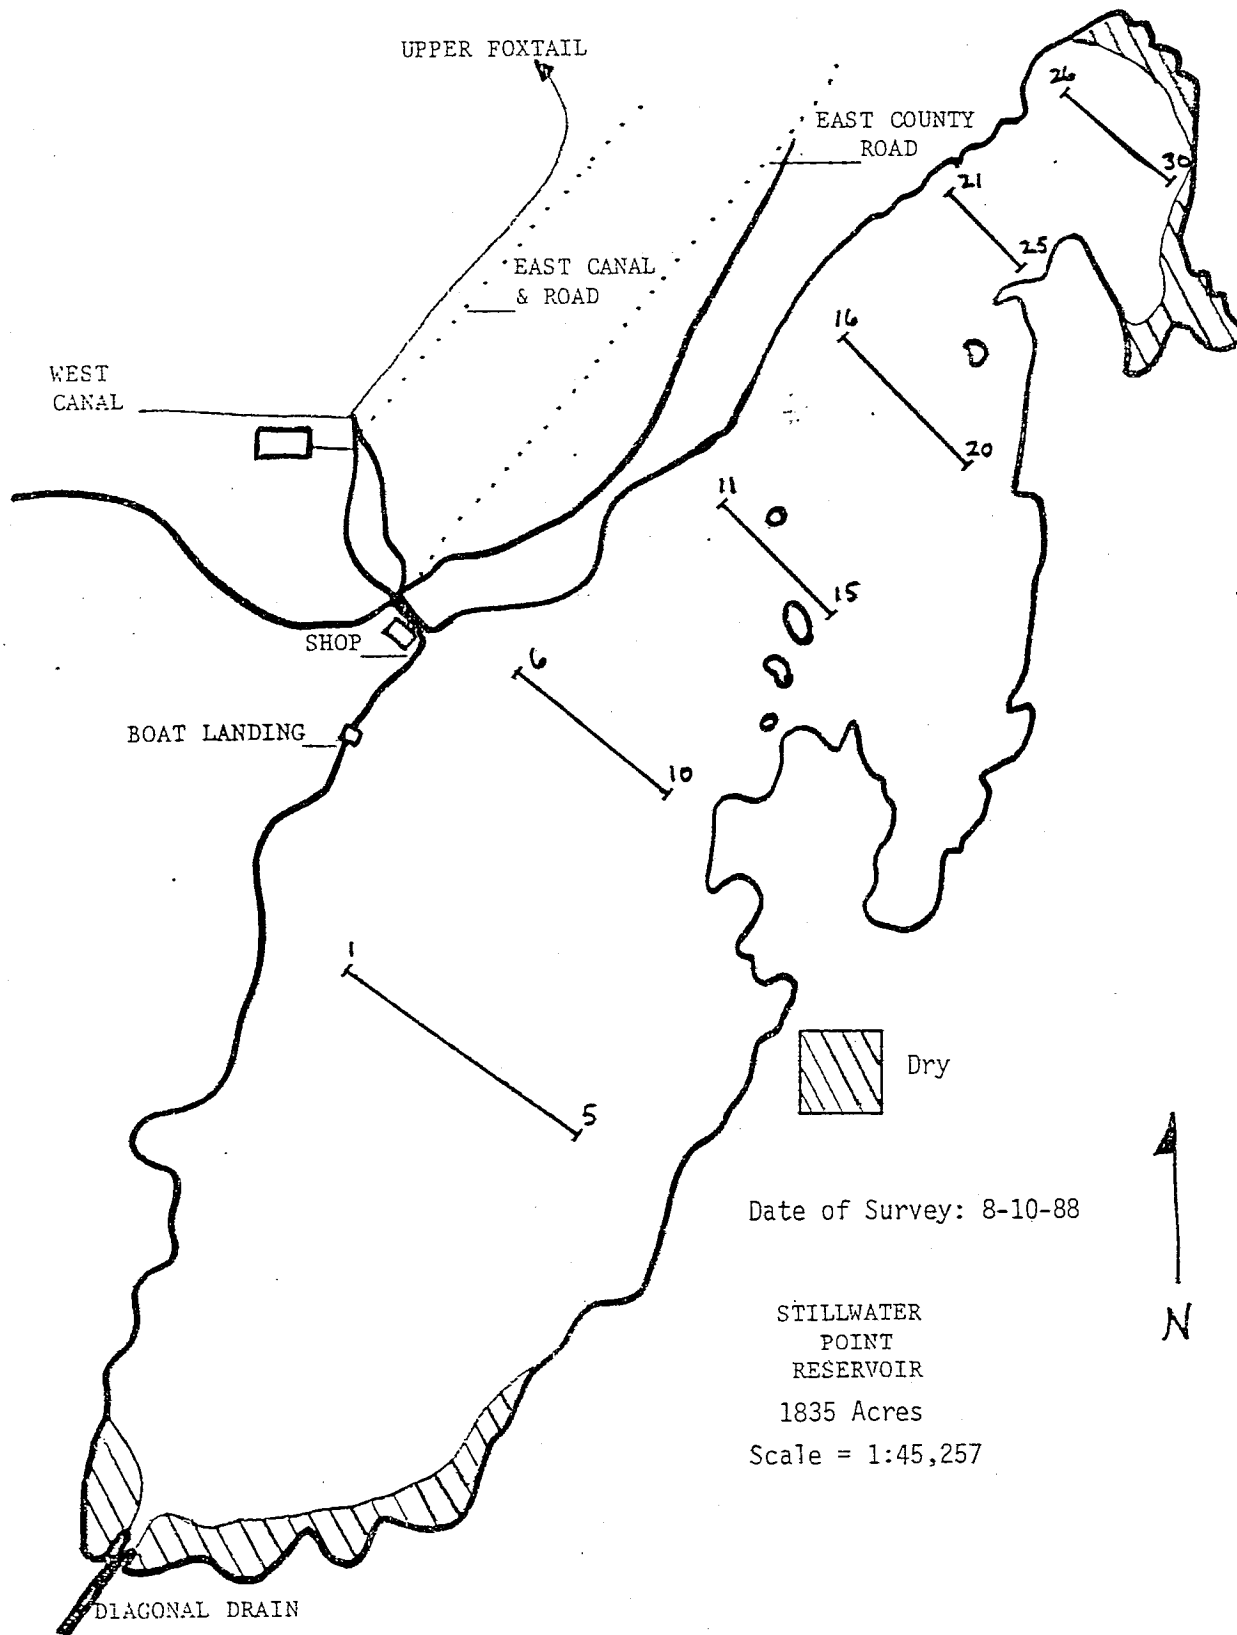 UPPER FOXTAIL
26
EAST COUNTY
ROAD
30
21
25
EAST CANAL
& ROAD
16
WEST
CANAL
20
11
15
SHOP
6
BOAT LANDING
10
1
Dry
5
Date of Survey: 8-10-88
STILLWATER
POINT
RESERVOIR
1835 Acres
Scale = 1:45,257
N
DIAGONAL DRAIN